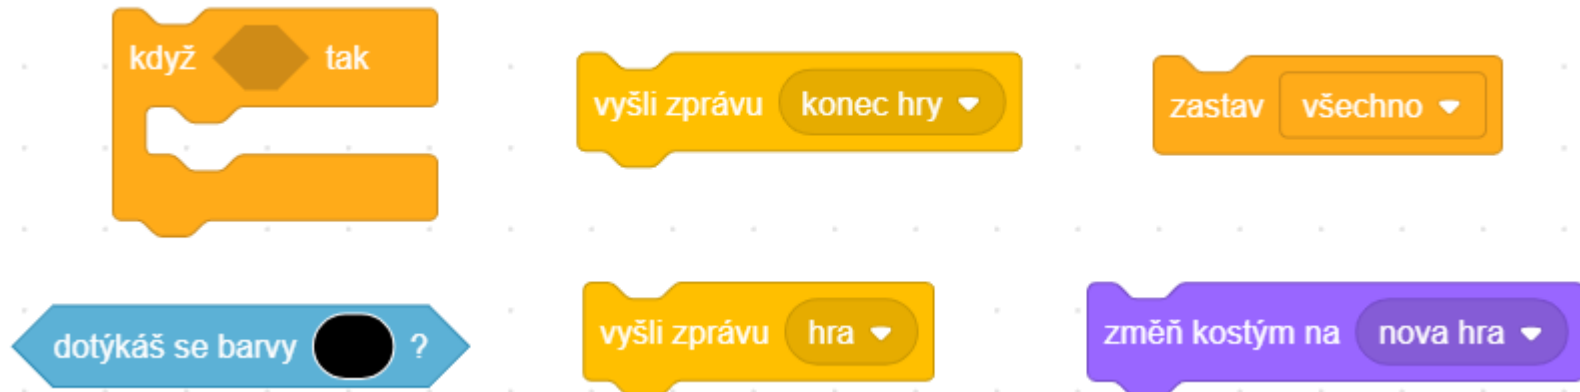 když tak
vyšli zprávu konec hry
zastav všechno
dotýkáš se barvy ?
vyšli zprávu hra
změň kostým na nova hra